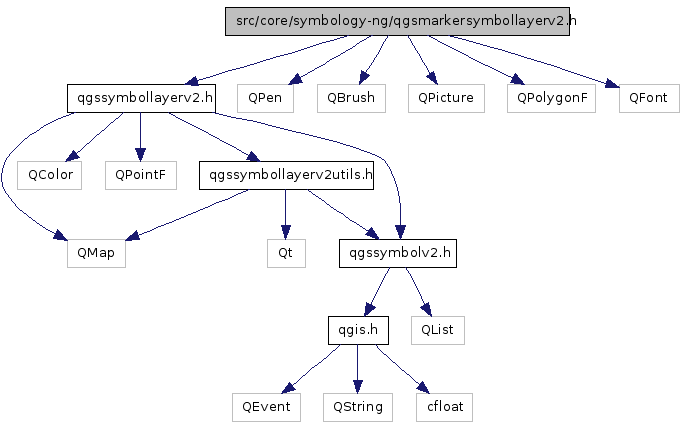 src/core/symbology-ng/qgsmarkersymbollayerv2.h
qgssymbollayerv2.h
QPen
QBrush
QPicture
QPolygonF
QFont
QColor
QPointF
qgssymbollayerv2utils.h
QMap
Qt
qgssymbolv2.h
qgis.h
QList
QEvent
QString
cfloat